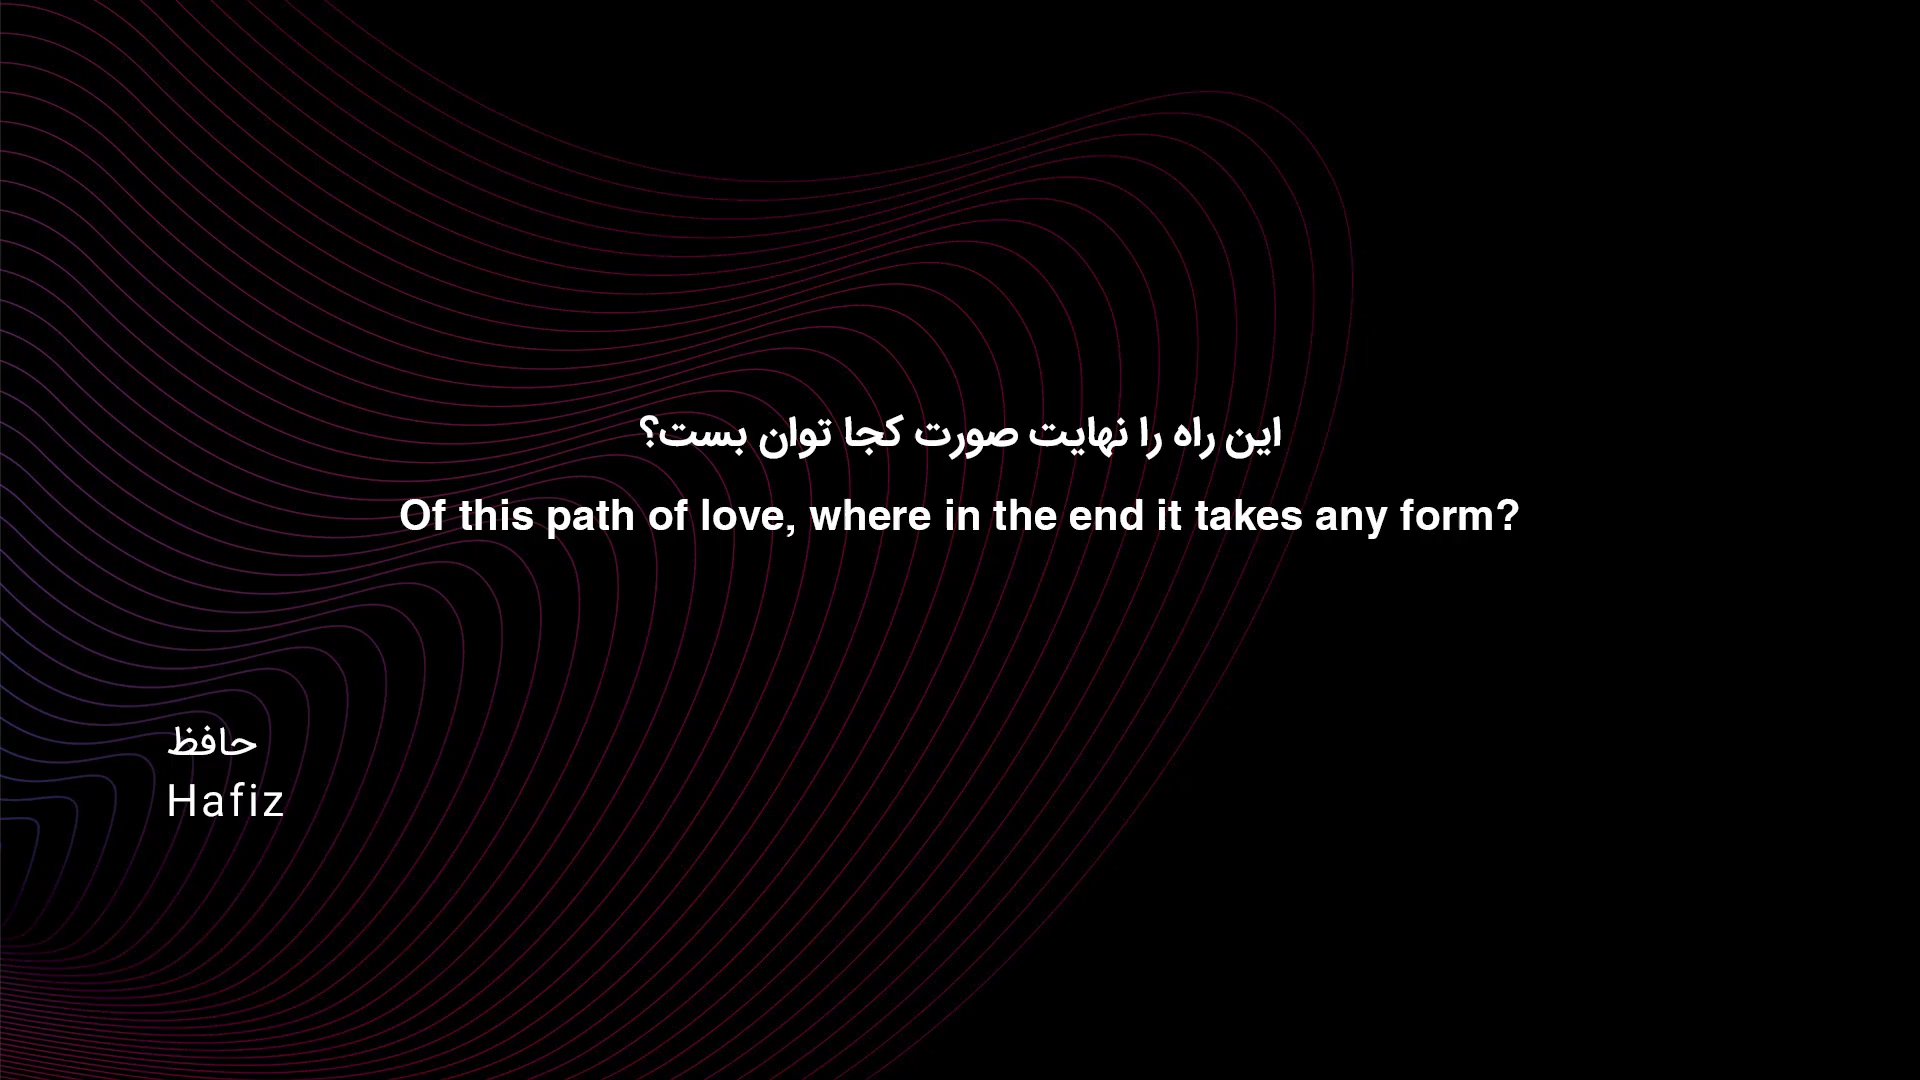 این راه را نهایت صورت کجا توان بست؟
Of this path of love, where in the end it takes any form?
حافظ
Hafiz